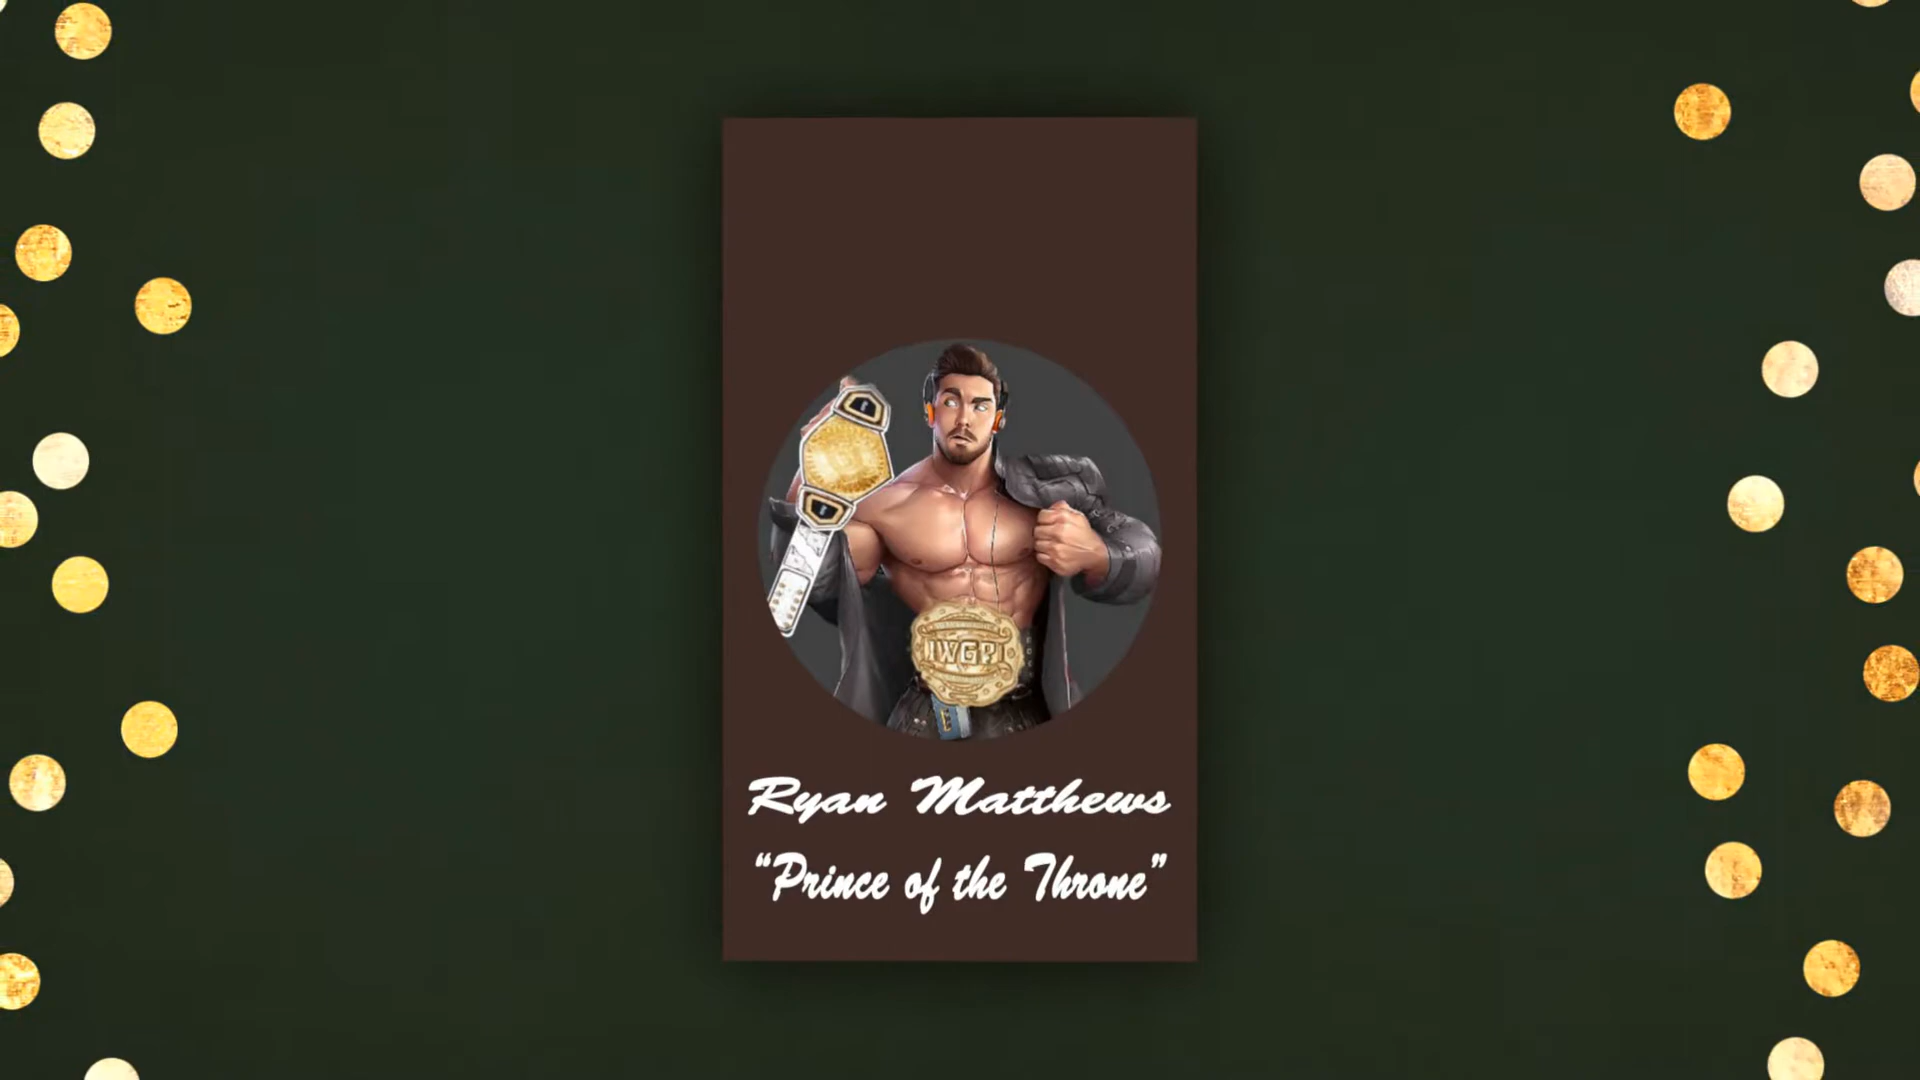 IWGP
Ryan Matthews
“Prince of the Throne”